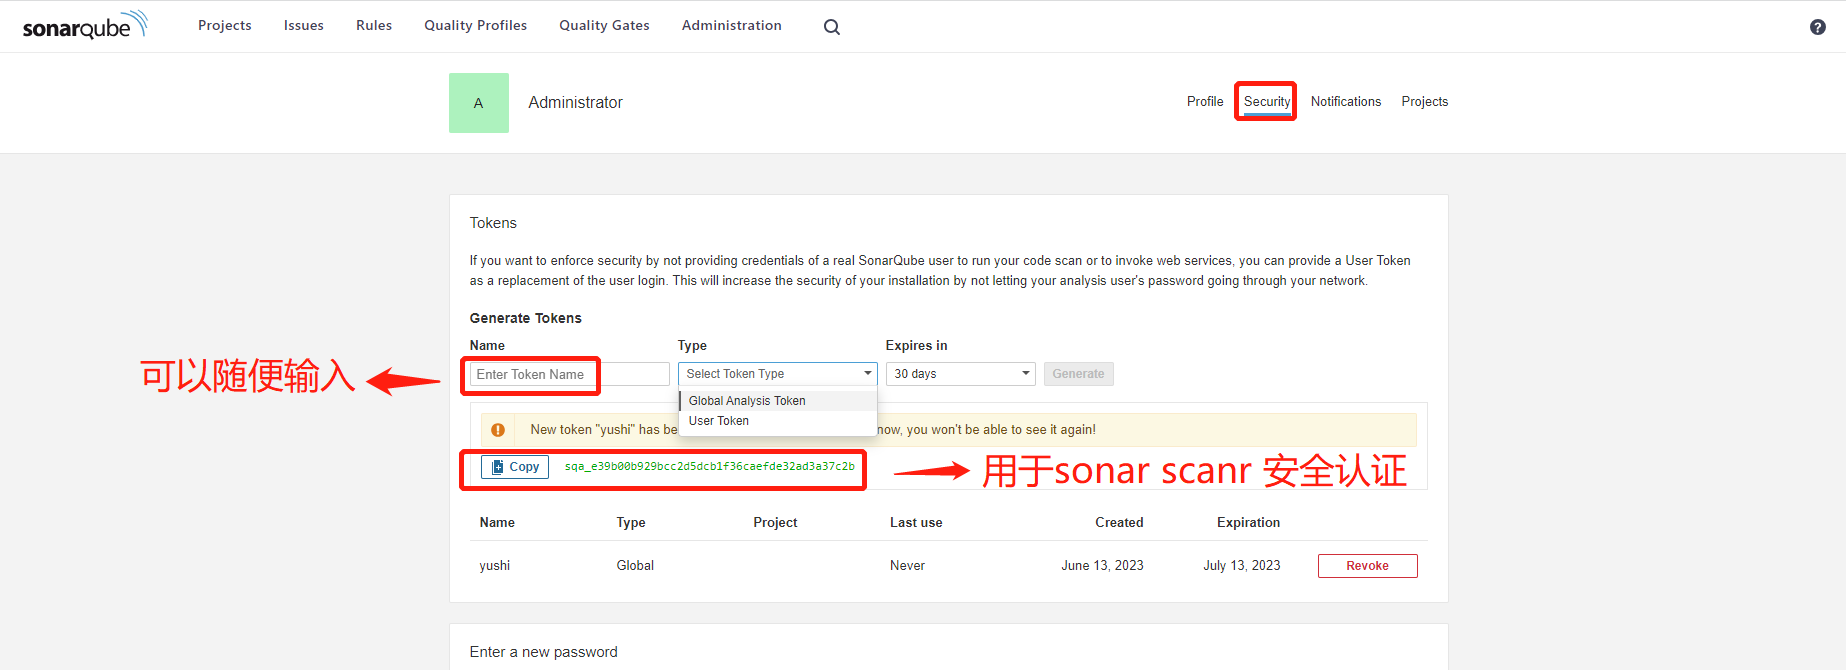 sonarqube Projects Issues Rules Quality Profiles Quality Gates Administration ?
A Administrator Profile Security Notifications Projects
Tokens
If you want to enforce security by not providing credentials of a real SonarQube user to run your code scan or to invoke web services, you can provide a User Token
as a replacement of the user login. This will increase the security of your installation by not letting your analysis user's password going through your network.
Generate Tokens
Name Type Expires in
可以随便输入 Enter Token Name Select Token Type 30 days Generate
Global Analysis Token
User Token
New token "yushi" has be now, you won't be able to see it again!
Copy sqa_e39b00b929bcc2d5dcb1f36caefde32ad3a37c2b 用于sonar scanr 安全认证
Name Type Project Last use Created Expiration
yushi Global Never June 13, 2023 July 13, 2023 Revoke
Enter a new password